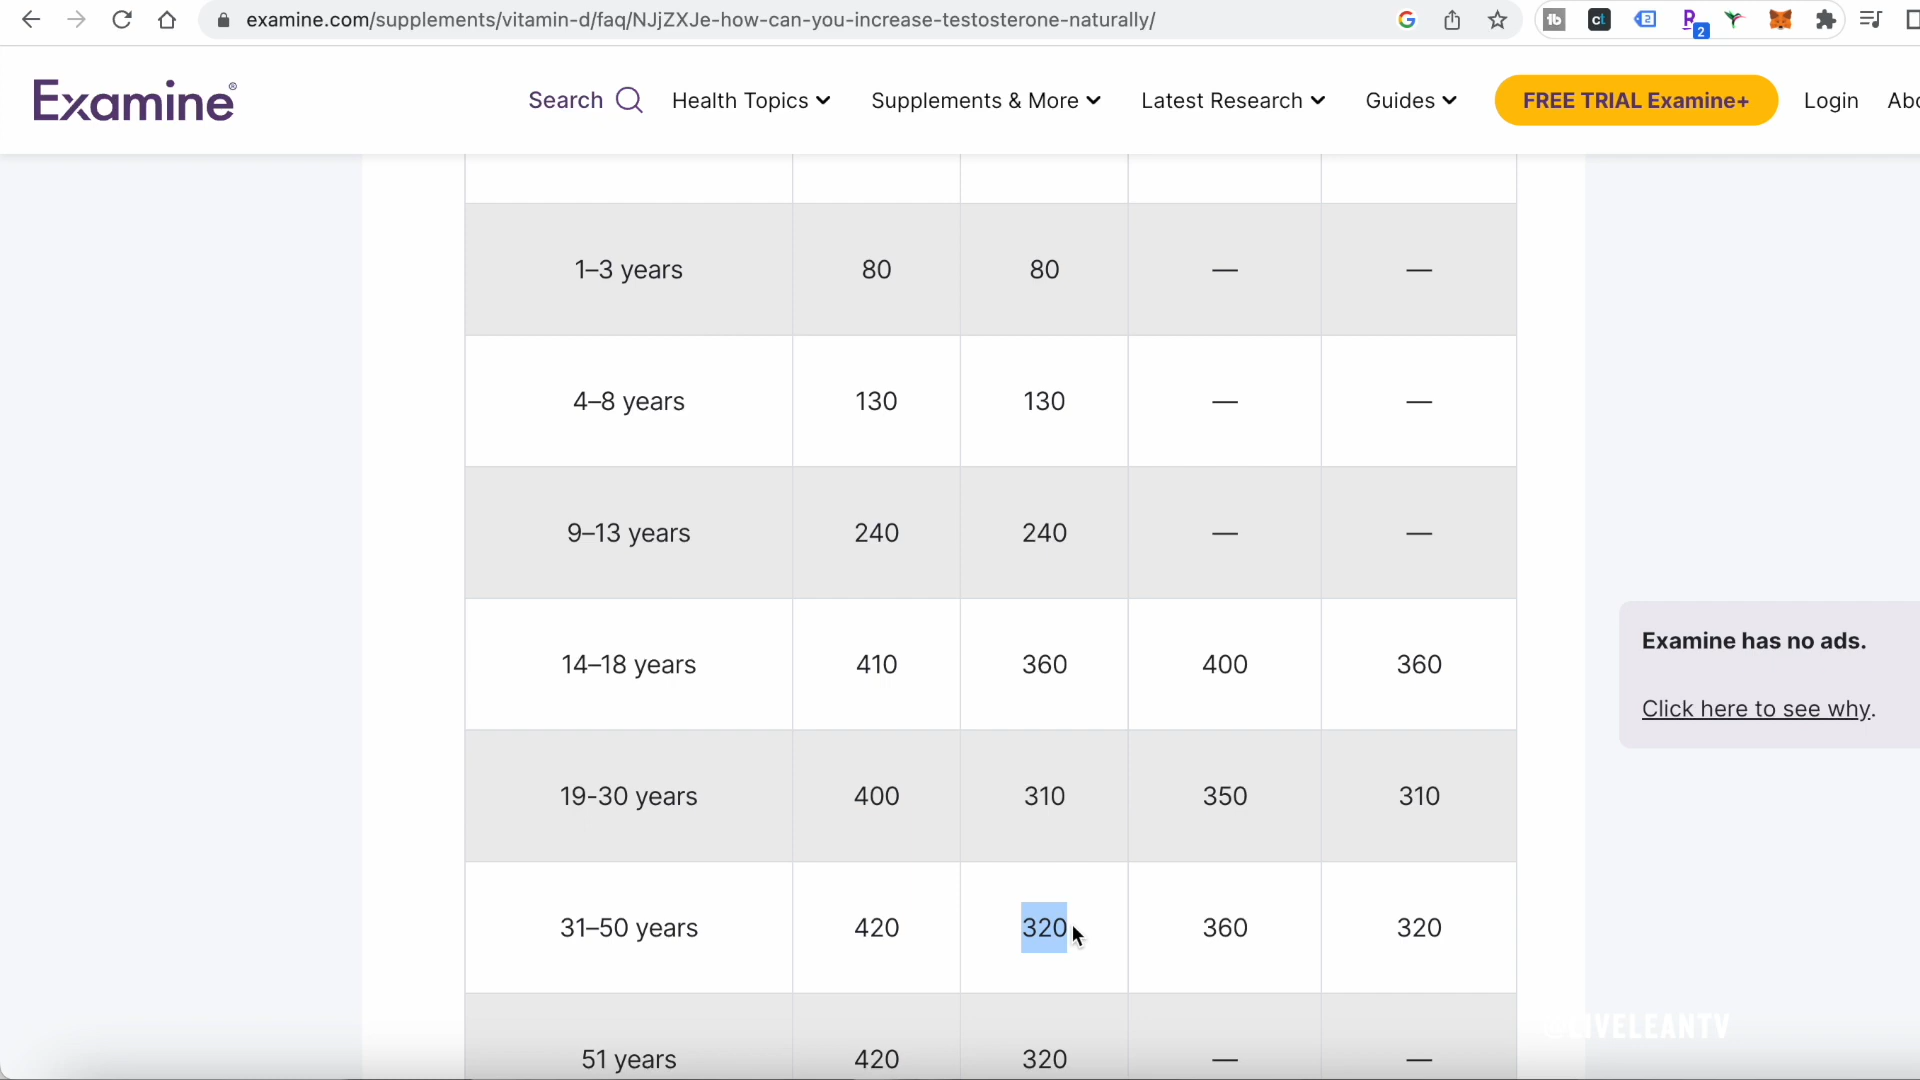 examine.com/supplements/vitamin-d/faq/NJjZXJe-how-can-you-increase-testosterone-naturally/
Examine®
Search
Health Topics
Supplements & More
Latest Research
Guides
FREE TRIAL Examine+
Login
Abo
1–3 years 80 80 — —
4–8 years 130 130 — —
9–13 years 240 240 — —
14–18 years 410 360 400 360
19-30 years 400 310 350 310
31–50 years 420 320 360 320
51 years 420 320 — —
Examine has no ads.
Click here to see why.
@LIVELEANTV